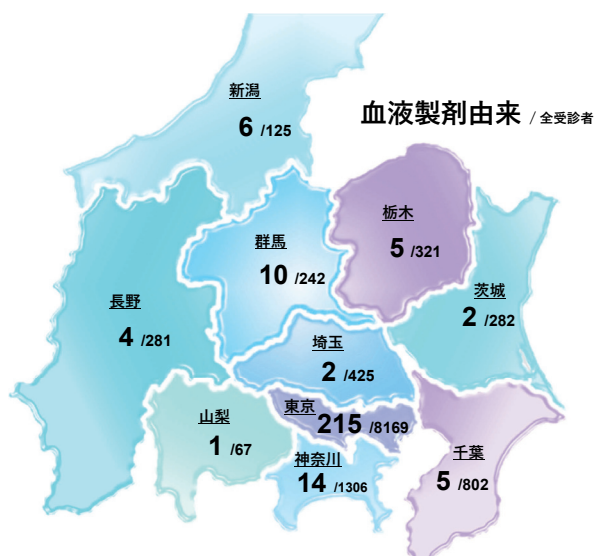 血液製剤由来 / 全受診者
新潟
6 /125
栃木
5 /321
群馬
10 /242
茨城
2 /282
長野
4 /281
埼玉
2 /425
東京
215 /8169
山梨
1 /67
神奈川
14 /1306
千葉
5 /802